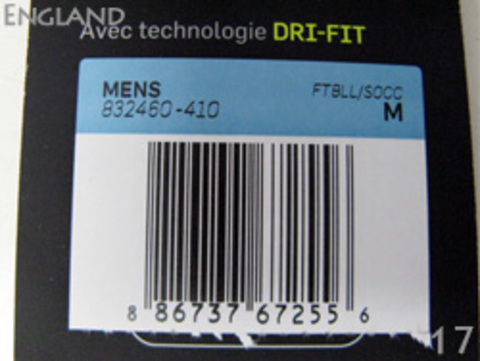 ENGLAND
Avec technologie DRI-FIT
MENS FTBLL/SOCC
832460-410 M
8 86737 67255 6
17